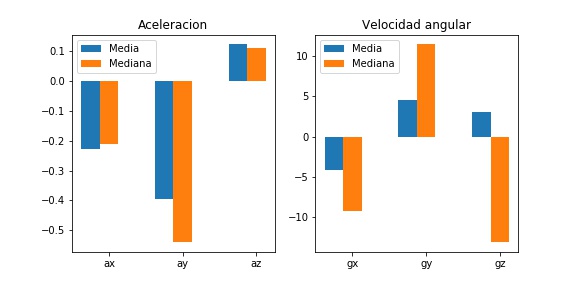 Aceleracion
Media
Mediana
0.1
0.0
−0.1
−0.2
−0.3
−0.4
−0.5
ax ay az
Velocidad angular
Media
Mediana
10
5
0
−5
−10
gx gy gz